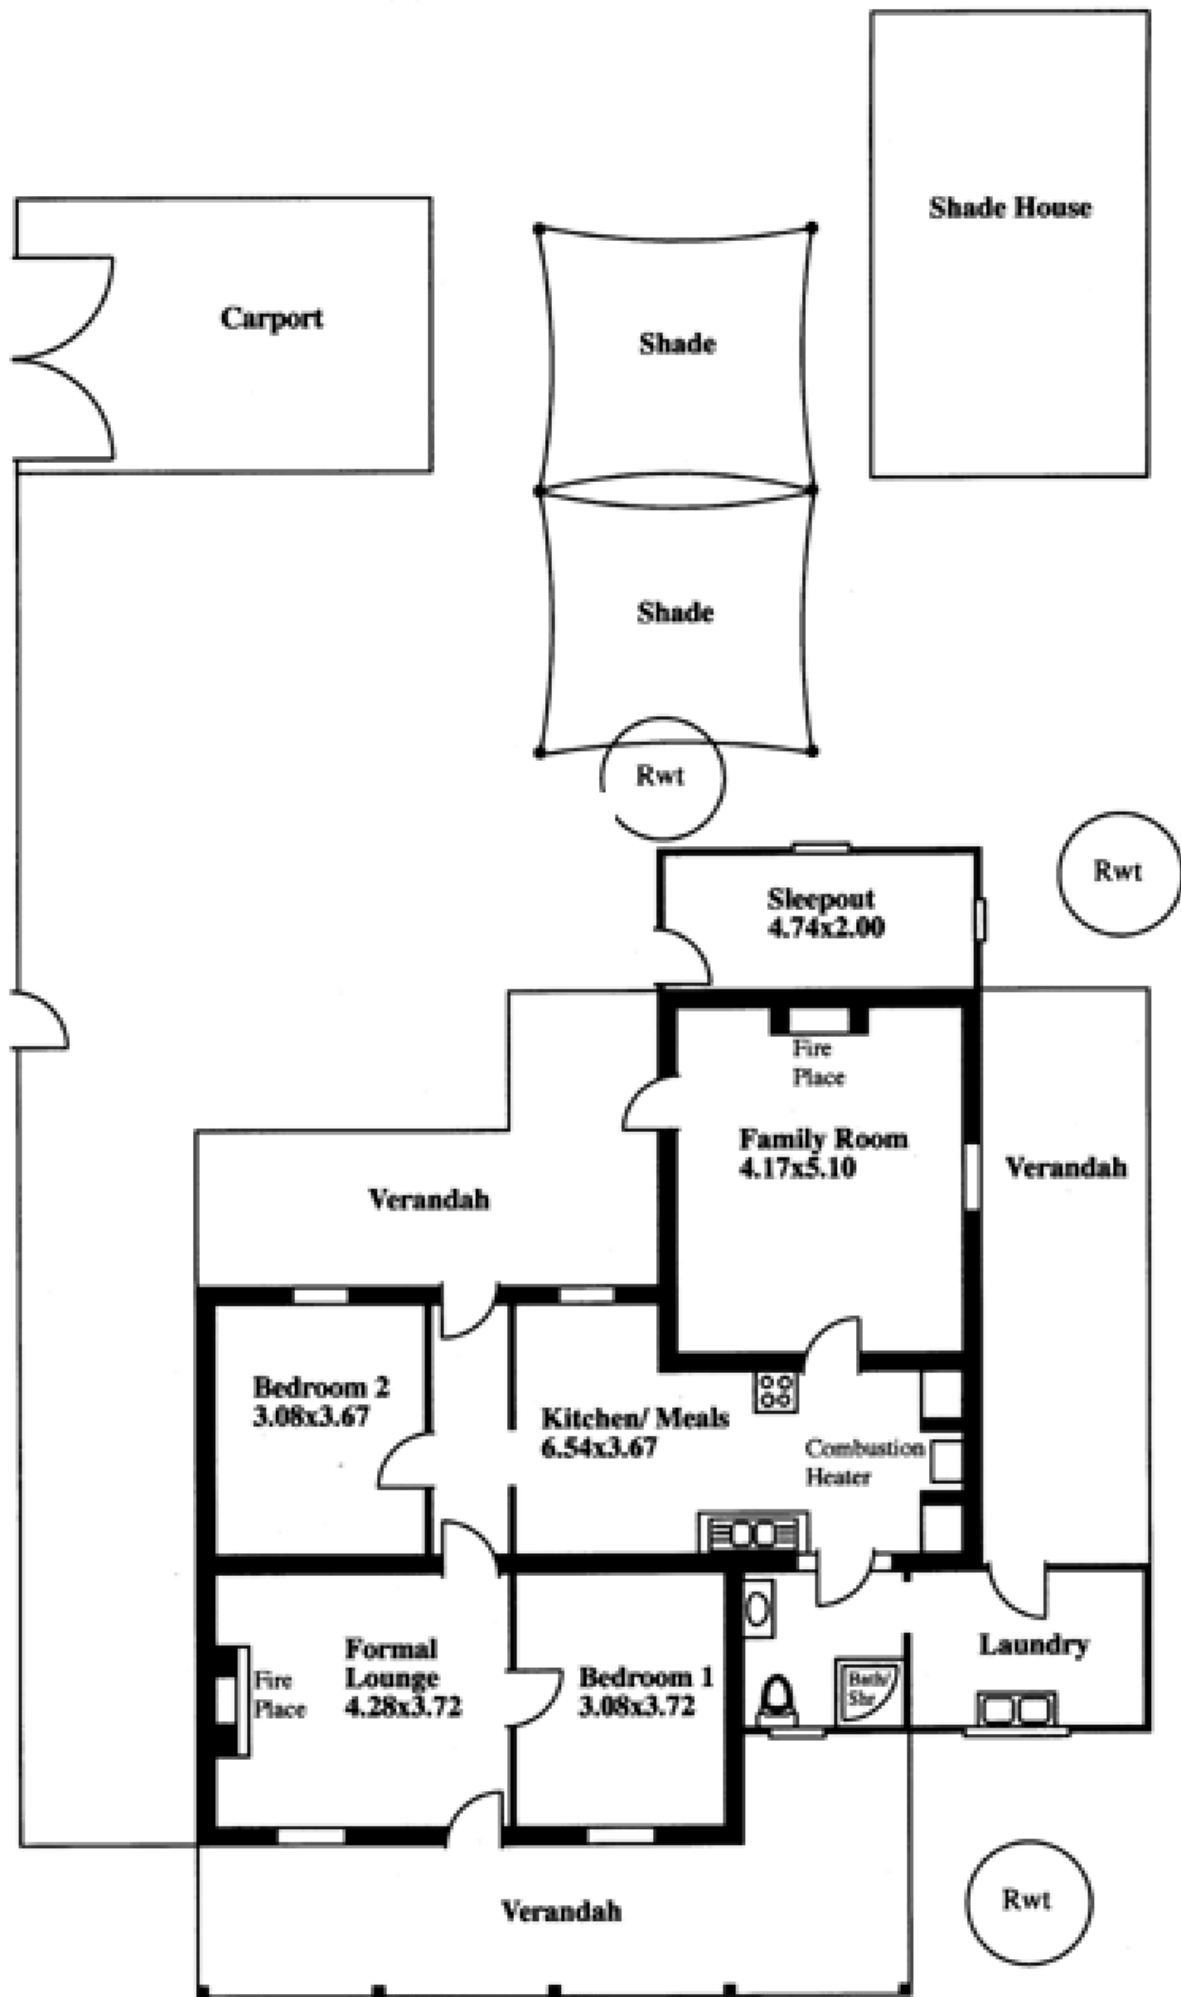 Shade House
Carport
Shade
Shade
Rwt
Rwt
Sleepout
4.74x2.00
Fire
Place
Family Room
4.17x5.10
Verandah
Verandah
Bedroom 2
3.08x3.67
Kitchen/ Meals
6.54x3.67
Combustion
Heater
Formal
Lounge
4.28x3.72
Fire
Place
Bedroom 1
3.08x3.72
Bath/
Shr
Laundry
Verandah
Rwt